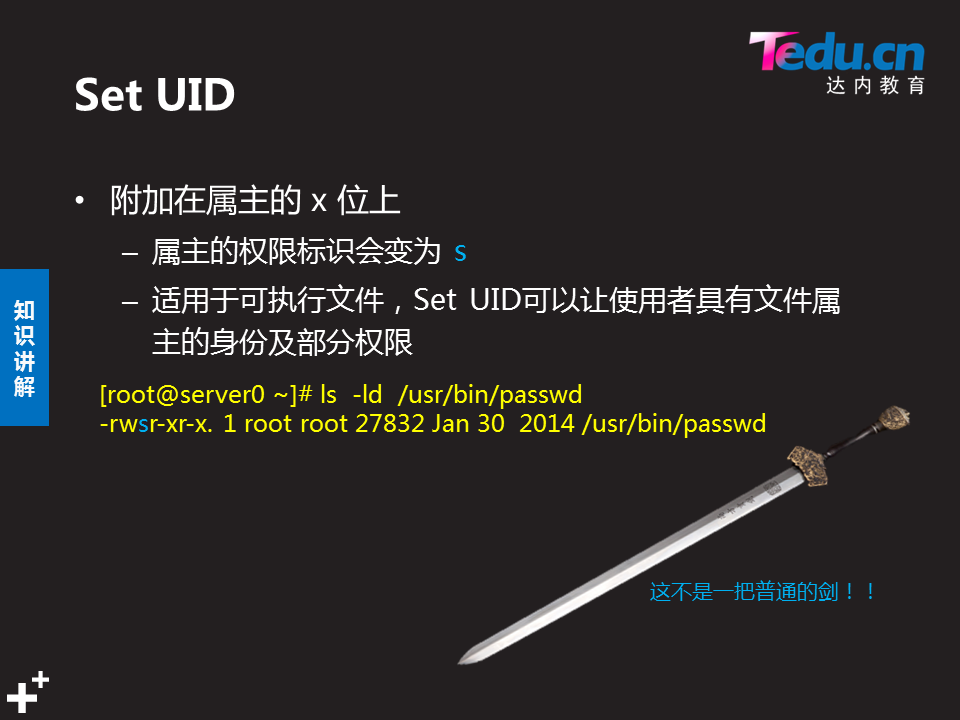 Tedu.cn
达内教育
Set UID
• 附加在属主的 x 位上
– 属主的权限标识会变为 s
– 适用于可执行文件，Set UID可以让使用者具有文件属
主的身份及部分权限
知识讲解
[root@server0 ~]# ls -ld /usr/bin/passwd
-rwsr-xr-x. 1 root root 27832 Jan 30 2014 /usr/bin/passwd
这不是一把普通的剑！！